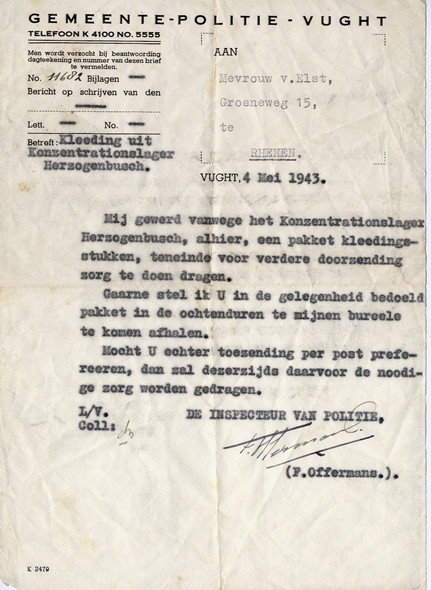 GEMEENTE-POLITIE - VUGHT
TELEFOON K 4100 NO. 5555
Men wordt verzocht bij beantwoording
dagteekening en nummer van dezen brief
te vermelden.
No. 11682 Bijlagen —
Bericht op schrijven van den
—
Lett. — No. —
Betreft: Kleeding uit
Konzentrationslager
Herzogenbusch.
AAN
Mevrouw v.Elst,
Groeneweg 15,
te
RHENEN.
VUGHT, 4 Mei 1943.
Mij gewerd vanwege het Konzentrationslager
Herzogenbusch, alhier, een pakket kleedings-
stukken, teneinde voor verdere doorzending
zorg te doen dragen.
Gaarne stel ik U in de gelegenheid bedoeld
pakket in de ochtenduren te mijnen bureele
te komen afhalen.
Mocht U echter toezending per post prefe-
reeren, dan zal dezerzijds daarvoor de noodi-
ge zorg worden gedragen.
L/V.
Coll:
DE INSPECTEUR VAN POLITIE,
(F.Offermans.).
K 2479